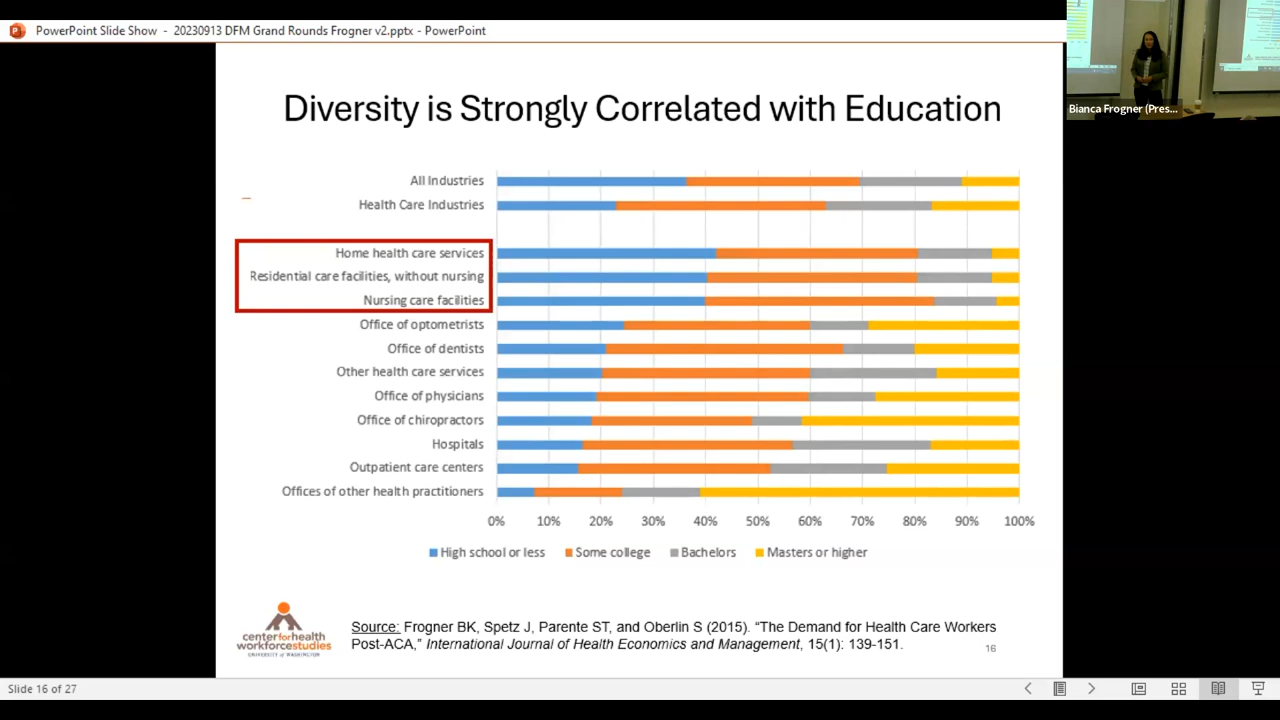 PowerPoint Slide Show - 20230913 DFM Grand Rounds Frogner v2.pptx - PowerPoint
Bianca Frogner (Pres...
Diversity is Strongly Correlated with Education
All Industries
Health Care Industries
Home health care services
Residential care facilities, without nursing
Nursing care facilities
Office of optometrists
Office of dentists
Other health care services
Office of physicians
Office of chiropractors
Hospitals
Outpatient care centers
Offices of other health practitioners
0% 10% 20% 30% 40% 50% 60% 70% 80% 90% 100%
High school or less Some college Bachelors Masters or higher
centerforhealth
workforcestudies
UNIVERSITY of WASHINGTON
Source: Frogner BK, Spetz J, Parente ST, and Oberlin S (2015). “The Demand for Health Care Workers
Post-ACA,” International Journal of Health Economics and Management, 15(1): 139-151.
16
Slide 16 of 27